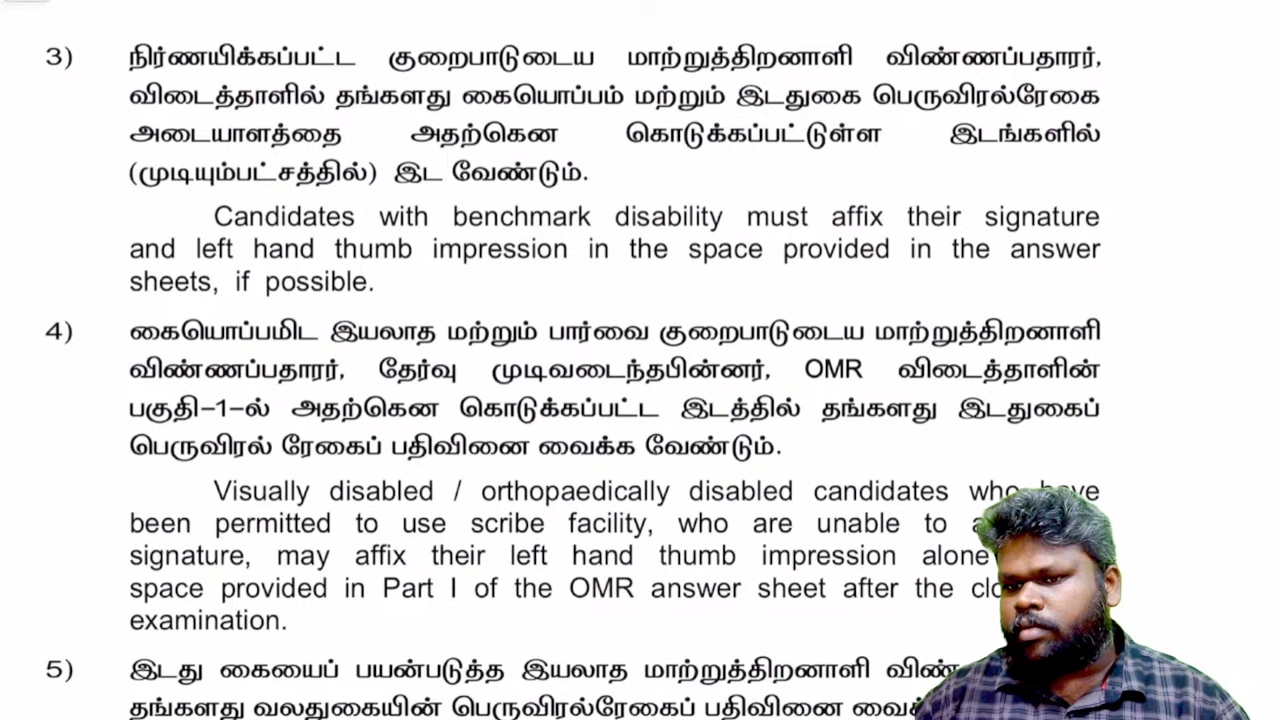 3) நிர்ணயிக்கப்பட்ட குறைபாடுடைய மாற்றுத்திறனாளி விண்ணப்பதாரர்,
விடைத்தாளில் தங்களது கையொப்பம் மற்றும் இடதுகை பெருவிரல்ரேகை
அடையாளத்தை அதற்கென கொடுக்கப்பட்டுள்ள இடங்களில்
(முடியும்பட்சத்தில்) இட வேண்டும்.
Candidates with benchmark disability must affix their signature
and left hand thumb impression in the space provided in the answer
sheets, if possible.
4) கையொப்பமிட இயலாத மற்றும் பார்வை குறைபாடுடைய மாற்றுத்திறனாளி
விண்ணப்பதாரர், தேர்வு முடிவடைந்தபின்னர், OMR விடைத்தாளின்
பகுதி-1-ல் அதற்கென கொடுக்கப்பட்ட இடத்தில் தங்களது இடதுகைப்
பெருவிரல் ரேகைப் பதிவினை வைக்க வேண்டும்.
Visually disabled / orthopaedically disabled candidates who have
been permitted to use scribe facility, who are unable to
signature, may affix their left hand thumb impression alone
space provided in Part I of the OMR answer sheet after the
examination.
5) இடது கையைப் பயன்படுத்த இயலாத மாற்றுத்திறனாளி
தங்களது வலதுகையின் பெருவிரல்ரேகைப் பதிவினை